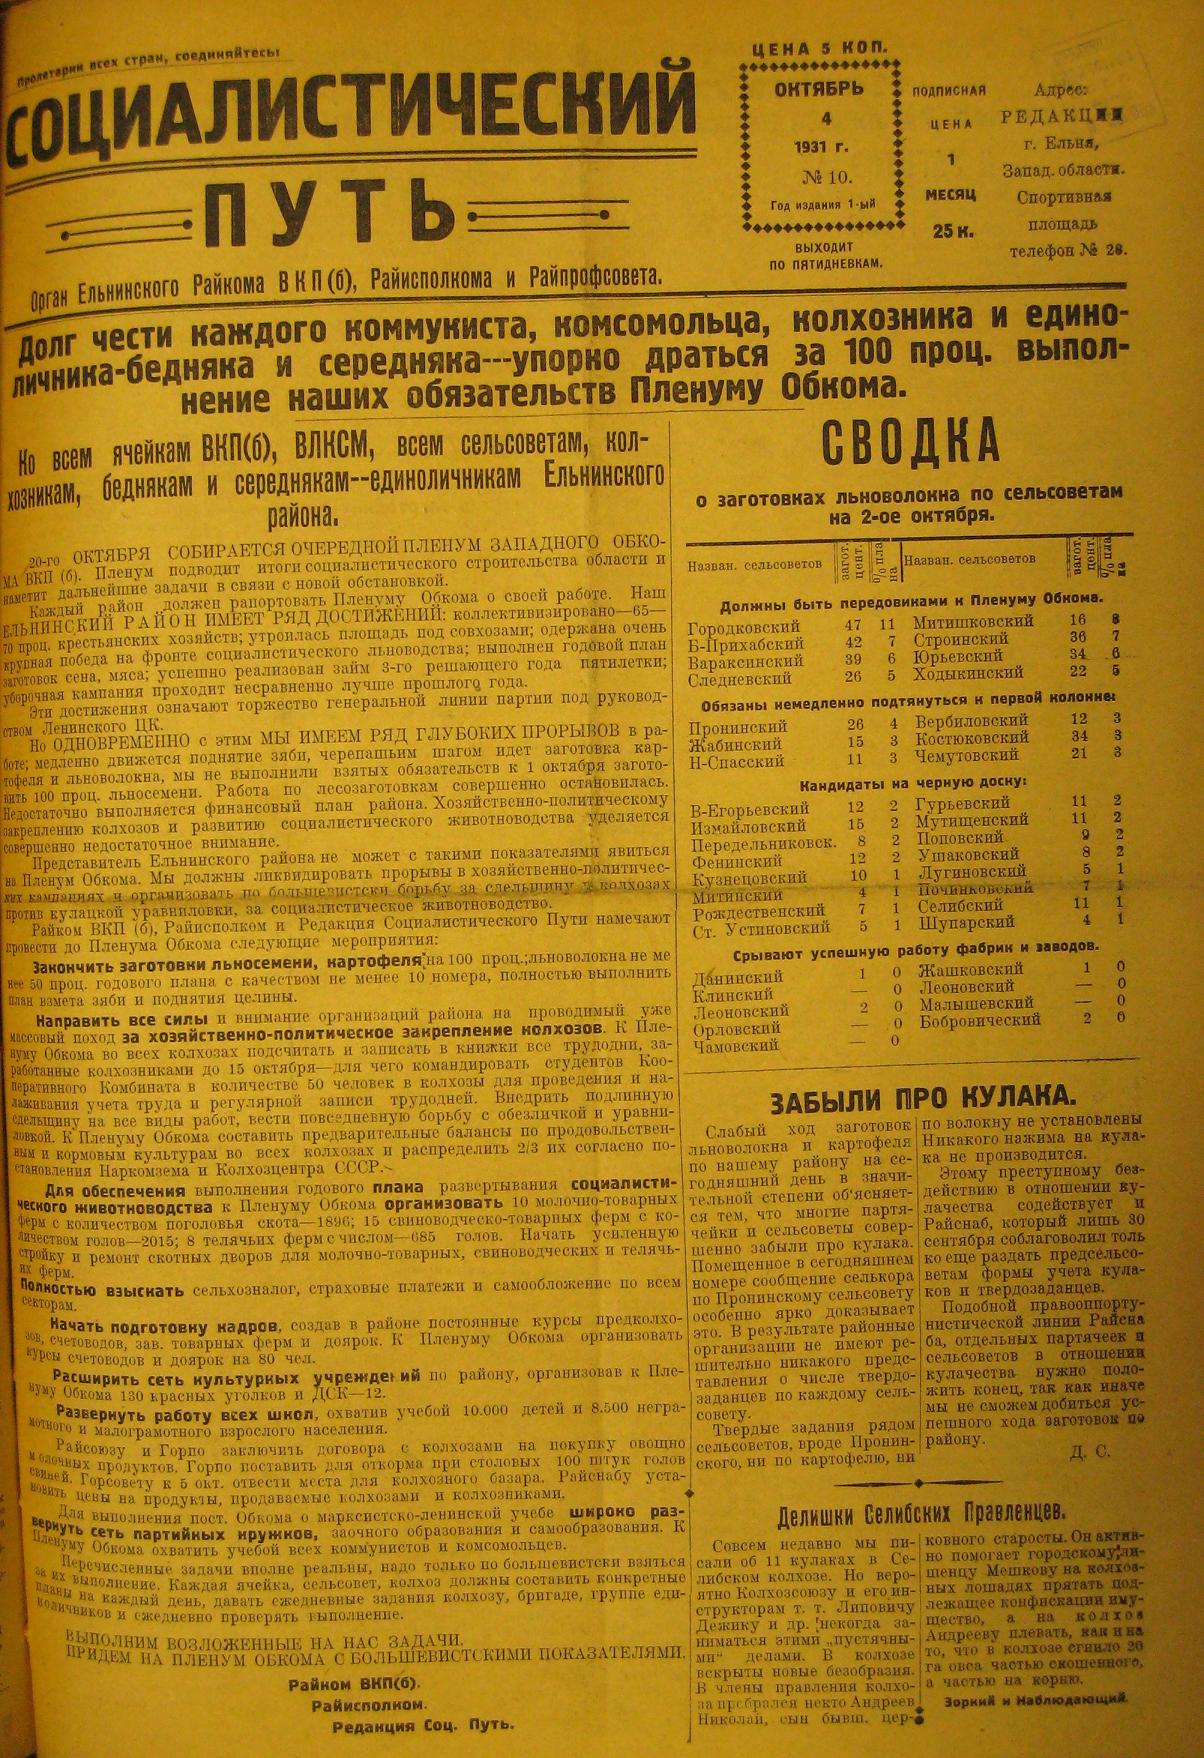 Пролетарии всех стран, соединяйтесь!
СОЦИАЛИСТИЧЕСКИЙ
ПУТЬ
Орган Ельнинского Райкома ВКП(б), Райисполкома и Райпрофсовета.
ЦЕНА 5 КОП.
ОКТЯБРЬ
4
1931 г.
№ 10.
Год издания 1-ый
ВЫХОДИТ
ПО ПЯТИДНЕВКАМ.
ПОДПИСНАЯ
ЦЕНА
1
МЕСЯЦ
25 к.
Адрес:
РЕДАКЦИИ
г. Ельня,
Запад. области.
Спортивная
площадь
телефон № 28.
Долг чести каждого коммуниста, комсомольца, колхозника и едино-
личника-бедняка и середняка---упорно драться за 100 проц. выпол-
нение наших обязательств Пленуму Обкома.
Ко всем ячейкам ВКП(б), ВЛКСМ, всем сельсоветам, кол-
хозникам, беднякам и середнякам--единоличникам Ельнинского
района.
20-го ОКТЯБРЯ СОБИРАЕТСЯ ОЧЕРЕДНОЙ ПЛЕНУМ ЗАПАДНОГО ОБКО-
МА ВКП (б). Пленум подводит итоги социалистического строительства области и
наметит дальнейшие задачи в связи с новой обстановкой.
Каждый район должен рапортовать Пленуму Обкома о своей работе. Наш
ЕЛЬНИНСКИЙ РАЙОН ИМЕЕТ РЯД ДОСТИЖЕНИЙ: коллективизировано—65—
70 проц. крестьянских хозяйств; утроилась площадь под совхозами; одержана очень
крупная победа на фронте социалистического льноводства; выполнен годовой план
заготовок сена, мяса; успешно реализован займ 3-го решающего года пятилетки;
уборочная кампания проходит несравненно лучше прошлого года.
Эти достижения означают торжество генеральной линии партии под руковод-
ством Ленинского ЦК.
Но ОДНОВРЕМЕННО с этим МЫ ИМЕЕМ РЯД ГЛУБОКИХ ПРОРЫВОВ в ра-
боте; медленно движется поднятие зяби, черепашьим шагом идет заготовка кар-
тофеля и льноволокна, мы не выполнили взятых обязательств к 1 октября загото-
вить 100 проц. льносемени. Работа по лесозаготовкам совершенно остановилась.
Недостаточно выполняется финансовый план района. Хозяйственно-политическому
закреплению колхозов и развитию социалистического животноводства уделяется
совершенно недостаточное внимание.
Представитель Ельнинского района не может с такими показателями явиться
на Пленум Обкома. Мы должны ликвидировать прорывы в хозяйственно-политичес-
ких кампаниях и организовать по большевистски борьбу за сдельщину в колхозах
против кулацкой уравниловки, за социалистическое животноводство.
Райком ВКП (б), Райисполком и Редакция Социалистического Пути намечают
провести до Пленума Обкома следующие мероприятия:
Закончить заготовки льносемени, картофеля на 100 проц.; льноволокна не ме
нее 50 проц. годового плана с качеством не менее 10 номера, полностью выполнить
план взмета зяби и поднятия целины.
Направить все силы и внимание организаций района на проводимый уже
массовый поход за хозяйственно-политическое закрепление колхозов. К Пле-
нуму Обкома во всех колхозах подсчитать и записать в книжки все трудодни, за-
работанные колхозниками до 15 октября—для чего командировать студентов Коо-
перативного Комбината в количестве 50 человек в колхозы для проведения и на-
лаживания учета труда и регулярной записи трудодней. Внедрить подлинную
сдельщину на все виды работ, вести повседневную борьбу с обезличкой и уравни-
ловкой. К Пленуму Обкома составить предварительные балансы по продовольствен-
ным и кормовым культурам во всех колхозах и распределить 2/3 их согласно по-
становления Наркомзема и Колхозцентра СССР.
Для обеспечения выполнения годового плана развертывания социалисти-
ческого животноводства к Пленуму Обкома организовать 10 молочно-товарных
ферм с количеством поголовья скота—1896; 15 свиноводческо-товарных ферм с ко-
личеством голов—2015; 8 телячьих ферм с числом—685 голов. Начать усиленную
стройку и ремонт скотных дворов для молочно-товарных, свиноводческих и телячь-
их ферм.
Полностью взыскать сельхозналог, страховые платежи и самообложение по всем
секторам.
Начать подготовку кадров, создав в районе постоянные курсы предколхо-
зов, счетоводов, зав. товарных ферм и доярок. К Пленуму Обкома организовать
курсы счетоводов и доярок на 80 чел.
Расширить сеть культурных учреждений по району, организовав к Пле-
нуму Обкома 130 красных уголков и ДСК—12.
Развернуть работу всех школ, охватив учебой 10.000 детей и 8.500 негра-
мотного и малограмотного взрослого населения.
Райсоюзу и Горпо заключить договора с колхозами на покупку овощно
молочных продуктов. Горпо поставить для откорма при столовых 100 штук голов
свиней. Горсовету к 5 окт. отвести места для колхозного базара. Райснабу уста-
новить цены на продукты, продаваемые колхозами и колхозниками.
Для выполнения пост. Обкома о марксистско-ленинской учебе широко раз-
вернуть сеть партийных кружков, заочного образования и самообразования. К
Пленуму Обкома охватить учебой всех коммунистов и комсомольцев.
Перечисленные задачи вполне реальны, надо только по большевистски взяться
за их выполнение. Каждая ячейка, сельсовет, колхоз должны составить конкретные
планы на каждый день, давать ежедневные задания колхозу, бригаде, группе еди-
количников и ежедневно проверять выполнение.
ВЫПОЛНИМ ВОЗЛОЖЕННЫЕ НА НАС ЗАДАЧИ.
ПРИДЕМ НА ПЛЕНУМ ОБКОМА С БОЛЬШЕВИСТСКИМИ ПОКАЗАТЕЛЯМИ.
Райком ВКП(б).
Райисполком.
Редакция Соц. Путь.
СВОДКА
о заготовках льноволокна по сельсоветам
на 2-ое октября.
Назван. сельсоветов загот. цент. % пла на Назван. сельсоветов загот. цент. % пла на
Должны быть передовиками к Пленуму Обкома.
Городковский 47 11 Митишковский 16 8
Б-Прихабский 42 7 Строинский 36 7
Вараксинский 39 6 Юрьевский 34 6
Следневский 26 5 Ходыкинский 22 5
Обязаны немедленно подтянуться к первой колонне:
Пронинский 26 4 Вербиловский 12 3
Жабинский 15 3 Костюковский 34 3
Н-Спасский 11 3 Чемутовский 21 3
Кандидаты на черную доску:
В-Егорьевский 12 2 Гурьевский 11 2
Измайловский 15 2 Мутищенский 11 2
Передельниковск. 8 2 Поповский 9 2
Фенинский 12 2 Ушаковский 8 2
Кузнецовский 10 1 Лугиновский 5 1
Митинский 4 1 Починковский 7 1
Рождественский 7 1 Селибский 11 1
Ст. Устиновский 5 1 Шупарский 4 1
Срывают успешную работу фабрик и заводов.
Данинский 1 0 Жашковский 1 0
Клинский — 0 Леоновский — 0
Леоновский 2 0 Малышевский — 0
Орловский — 0 Бобровический 2 0
Чамовский — 0
ЗАБЫЛИ ПРО КУЛАКА.
Слабый ход заготовок
льноволокна и картофеля
по нашему району на се-
годняшний день в значи-
тельной степени об'ясняет-
ся тем, что многие партя-
чейки и сельсоветы совер-
шенно забыли про кулака.
Помещенное в сегодняшнем
номере сообщение селькора
по Пронинскому сельсовету
особенно ярко доказывает
это. В результате районные
организации не имеют ре-
шительно никакого предс-
тавления о числе твердо-
заданцев по каждому сель-
совету.
Твердые задания рядом
сельсоветов, вроде Пронин-
ского, ни по картофелю, ни
по волокну не установлены
Никакого нажима на кула-
ка не производится.
Этому преступному без-
действию в отношении ку-
лачества содействует и
Райснаб, который лишь 30
сентября соблаговолил толь
ко еще раздать предсельсо-
ветам формы учета кула-
ков и твердозаданцев.
Подобной правооппорту-
нистической линии Райсна
ба, отдельных партячеек и
сельсоветов в отношении
кулачества нужно поло-
жить конец, так как иначе
мы не сможем добиться ус-
пешного хода заготовок по
району.
Д. С.
Делишки Селибских Правленцев.
Совсем недавно мы пи-
сали об 11 кулаках в Се-
либском колхозе. Но веро-
ятно Колхозсоюзу и его ин-
структорам т. т. Липовичу
Дежику и др. некогда за-
ниматься этими „пустячны-
ми" делами. В колхозе
вскрыты новые безобразия.
В члены правления колхо-
за пробрался некто Андреев
Николай, сын бывш. цер-
ковного старосты. Он актив-
но помогает городскому ли-
шенцу Мешкову на колхоз-
ных лошадях прятать под-
лежащее конфискации иму-
щество, а на колхоз
Андрееву плевать, как и на
то, что в колхозе сгнило 20
га овса частью скошенного,
а частью на корню.
Зоркий и Наблюдающий.